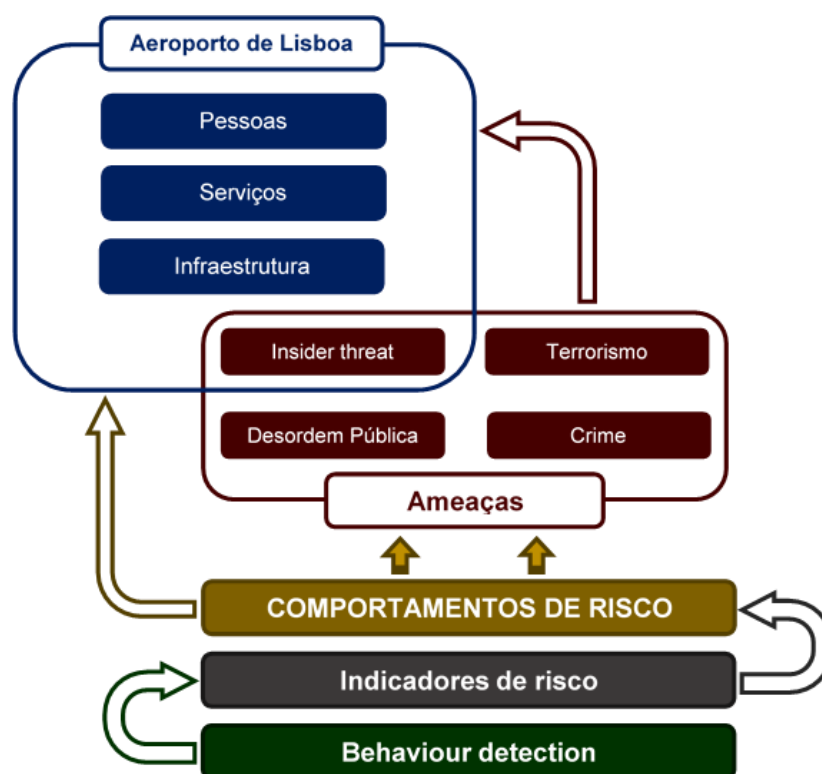 Aeroporto de Lisboa
Pessoas
Serviços
Infraestrutura
Insider threat
Terrorismo
Desordem Pública
Crime
Ameaças
COMPORTAMENTOS DE RISCO
Indicadores de risco
Behaviour detection